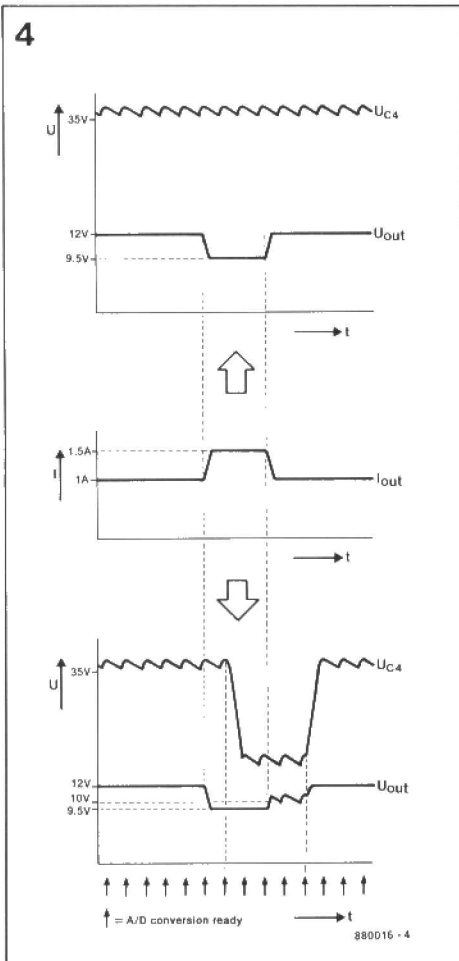 4
U
35V
UC4
12V
Uout
9.5V
t
1.5A
I
1A
Iout
t
U
35V
UC4
12V
Uout
10V
9.5V
= A/D conversion ready
t
880016 - 4